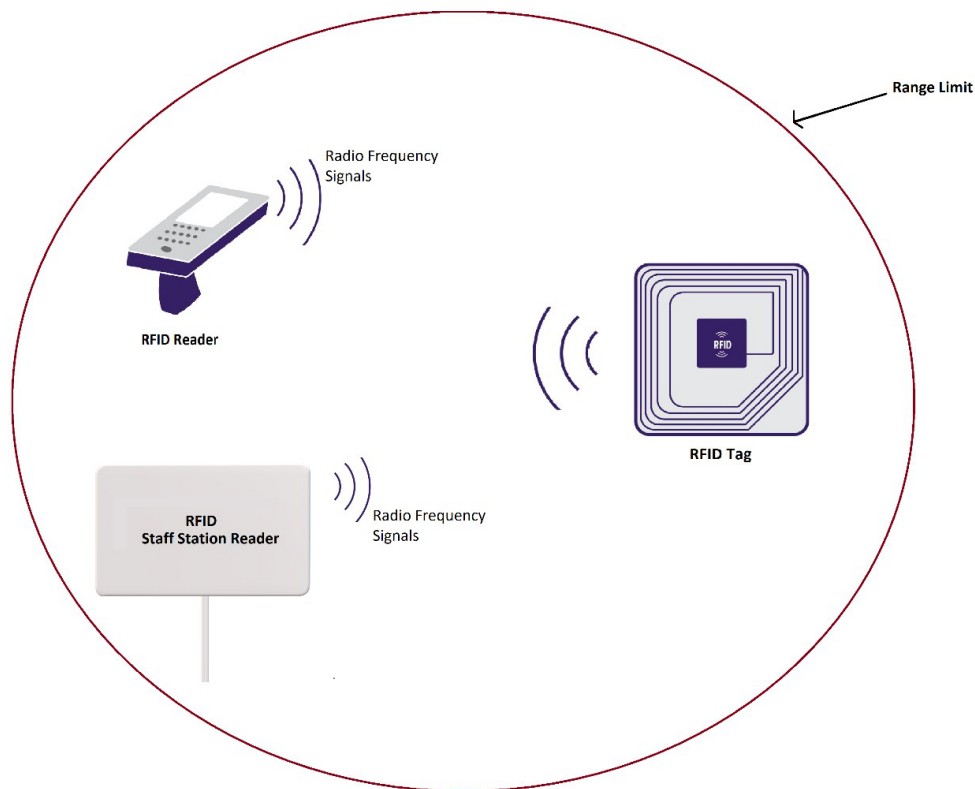 Range Limit
Radio Frequency
Signals
RFID Reader
RFID
RFID Tag
RFID
Staff Station Reader
Radio Frequency
Signals